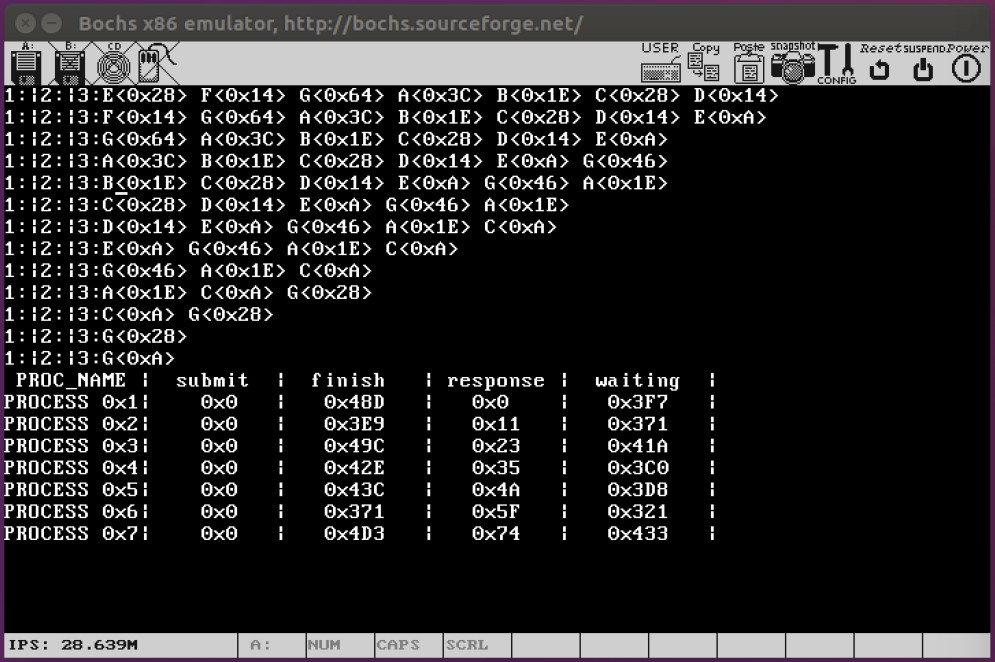 Bochs x86 emulator, http://bochs.sourceforge.net/
A: B: CD USER Copy Paste snapshot CONFIG Reset SUSPEND Power
1:|2:|3:E<0x28> F<0x14> G<0x64> A<0x3C> B<0x1E> C<0x28> D<0x14>
1:|2:|3:F<0x14> G<0x64> A<0x3C> B<0x1E> C<0x28> D<0x14> E<0xA>
1:|2:|3:G<0x64> A<0x3C> B<0x1E> C<0x28> D<0x14> E<0xA>
1:|2:|3:A<0x3C> B<0x1E> C<0x28> D<0x14> E<0xA> G<0x46>
1:|2:|3:B<0x1E> C<0x28> D<0x14> E<0xA> G<0x46> A<0x1E>
1:|2:|3:C<0x28> D<0x14> E<0xA> G<0x46> A<0x1E>
1:|2:|3:D<0x14> E<0xA> G<0x46> A<0x1E> C<0xA>
1:|2:|3:E<0xA> G<0x46> A<0x1E> C<0xA>
1:|2:|3:G<0x46> A<0x1E> C<0xA>
1:|2:|3:A<0x1E> C<0xA> G<0x28>
1:|2:|3:C<0xA> G<0x28>
1:|2:|3:G<0x28>
1:|2:|3:G<0xA>
PROC_NAME | submit | finish | response | waiting |
PROCESS 0x1| 0x0 | 0x48D | 0x0 | 0x3F7 |
PROCESS 0x2| 0x0 | 0x3E9 | 0x11 | 0x371 |
PROCESS 0x3| 0x0 | 0x49C | 0x23 | 0x41A |
PROCESS 0x4| 0x0 | 0x42E | 0x35 | 0x3C0 |
PROCESS 0x5| 0x0 | 0x43C | 0x4A | 0x3D8 |
PROCESS 0x6| 0x0 | 0x371 | 0x5F | 0x321 |
PROCESS 0x7| 0x0 | 0x4D3 | 0x74 | 0x433 |
IPS: 28.639M A: NUM CAPS SCRL